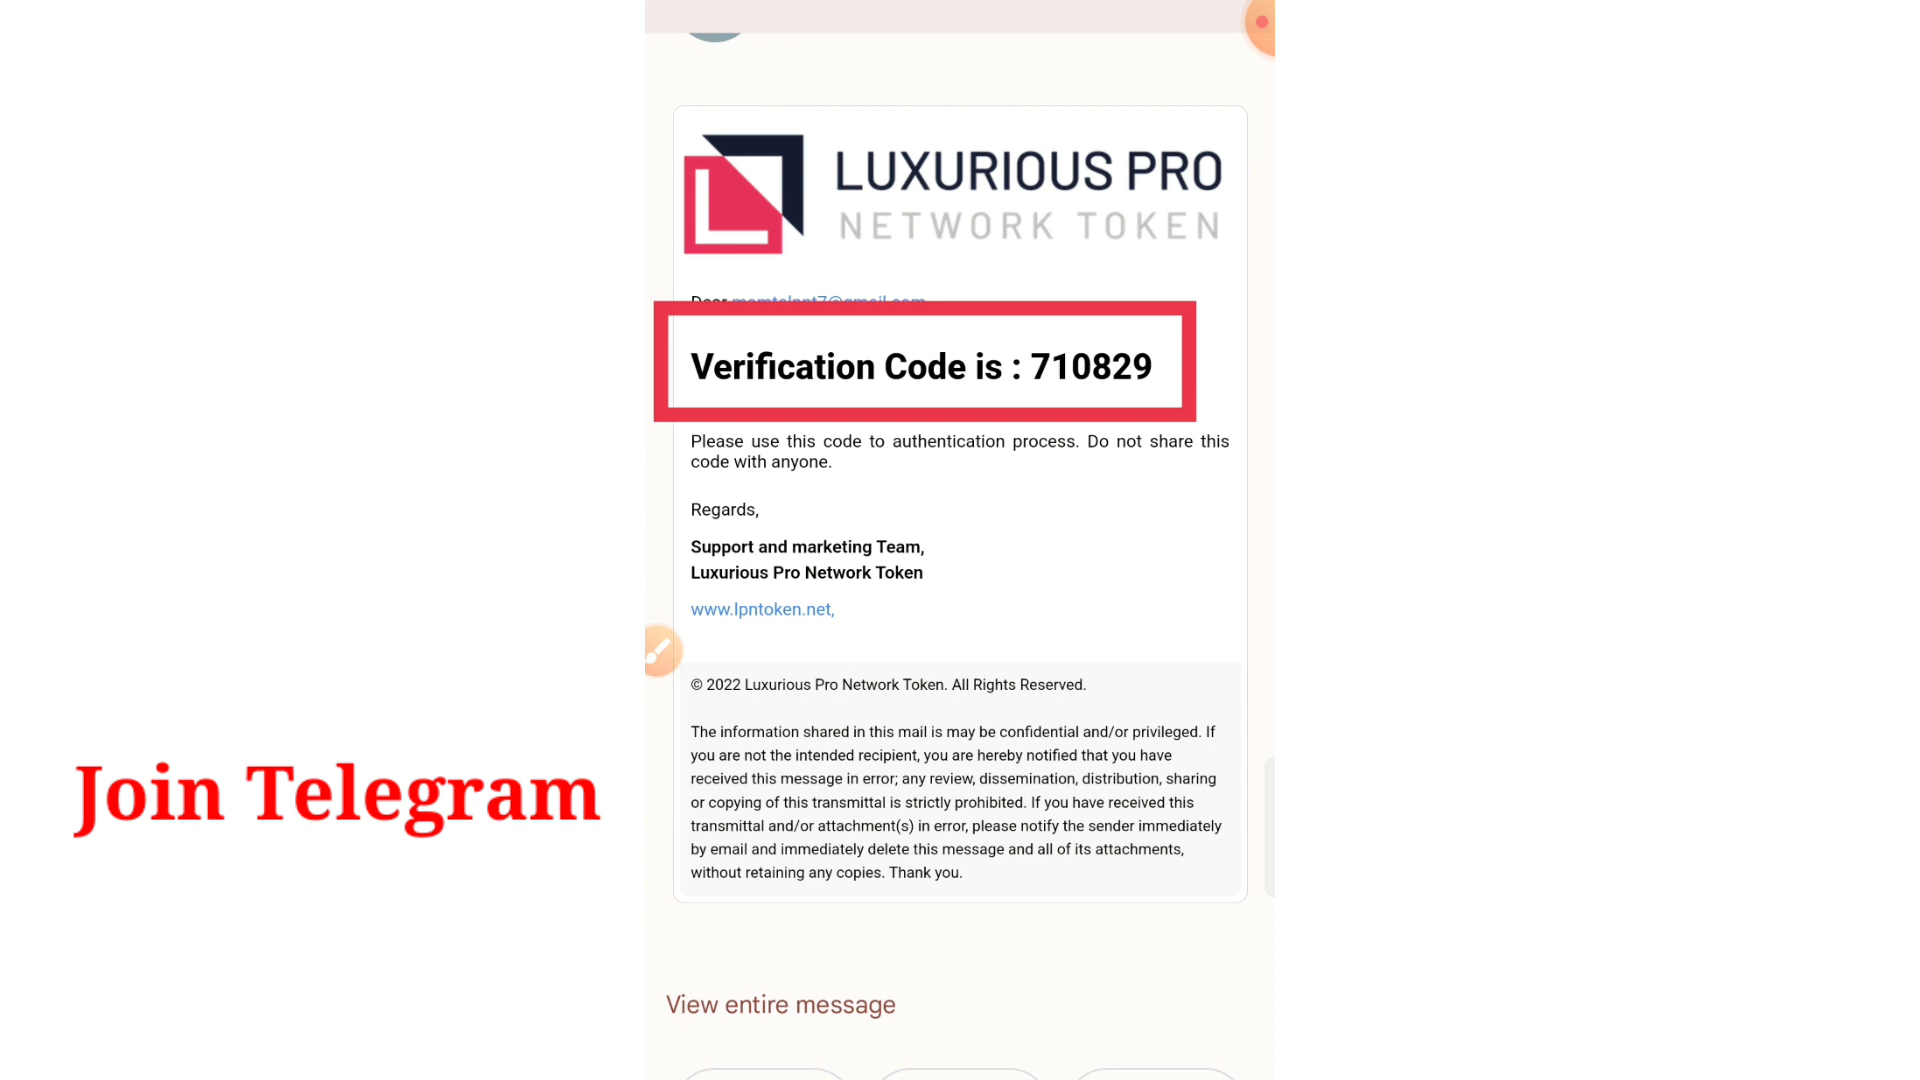 LUXURIOUS PRO
NETWORK TOKEN
Dear
Verification Code is : 710829
Please use this code to authentication process. Do not share this
code with anyone.
Regards,
Support and marketing Team,
Luxurious Pro Network Token
www.lpntoken.net,
© 2022 Luxurious Pro Network Token. All Rights Reserved.
The information shared in this mail is may be confidential and/or privileged. If
you are not the intended recipient, you are hereby notified that you have
received this message in error; any review, dissemination, distribution, sharing
or copying of this transmittal is strictly prohibited. If you have received this
transmittal and/or attachment(s) in error, please notify the sender immediately
by email and immediately delete this message and all of its attachments,
without retaining any copies. Thank you.
Join Telegram
View entire message